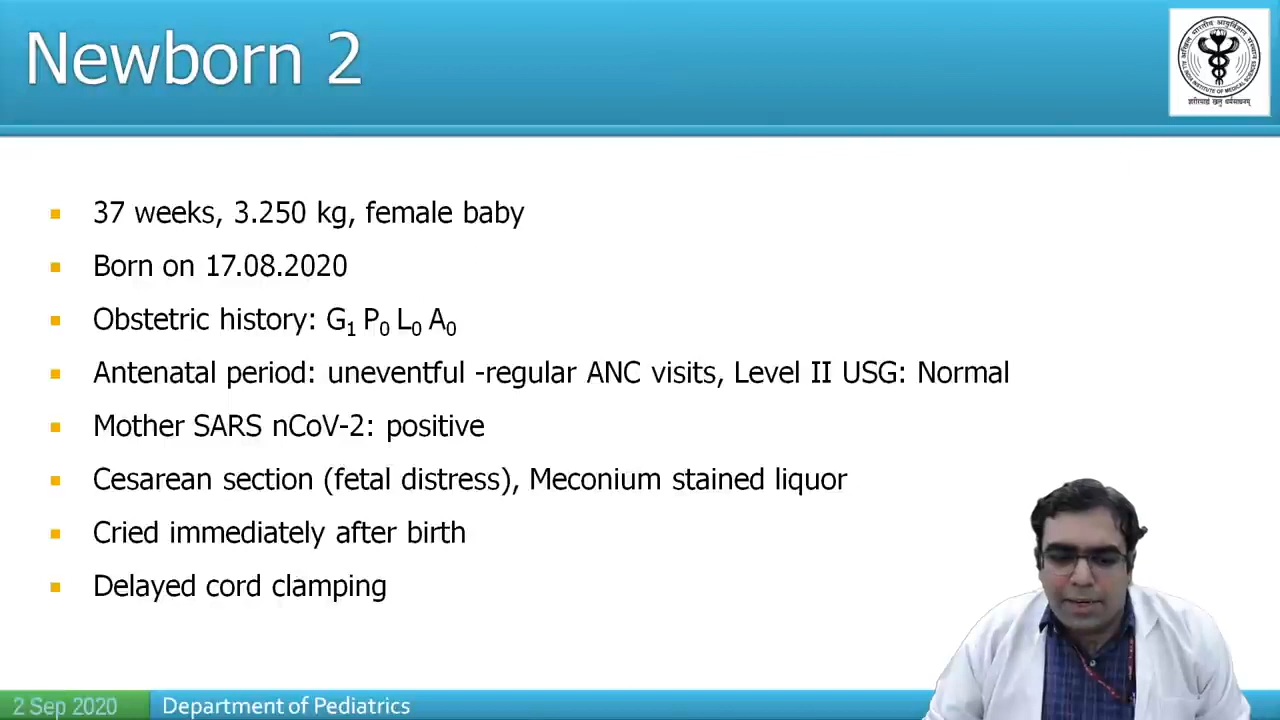 Newborn 2
37 weeks, 3.250 kg, female baby
Born on 17.08.2020
Obstetric history: G1 P0 L0 A0
Antenatal period: uneventful -regular ANC visits, Level II USG: Normal
Mother SARS nCoV-2: positive
Cesarean section (fetal distress), Meconium stained liquor
Cried immediately after birth
Delayed cord clamping
2 Sep 2020
Department of Pediatrics